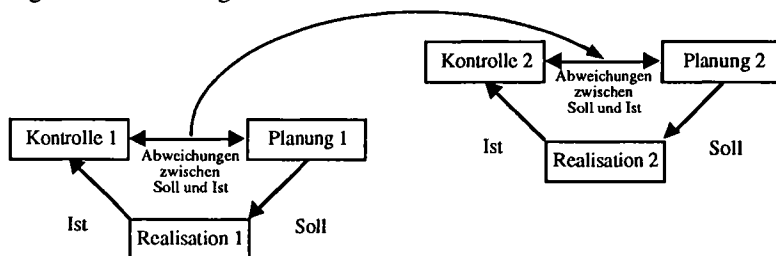 Kontrolle 2
Planung 2
Abweichungen
zwischen
Soll und Ist
Kontrolle 1
Planung 1
Abweichungen
zwischen
Soll und Ist
Ist
Soll
Realisation 2
Ist
Soll
Realisation 1